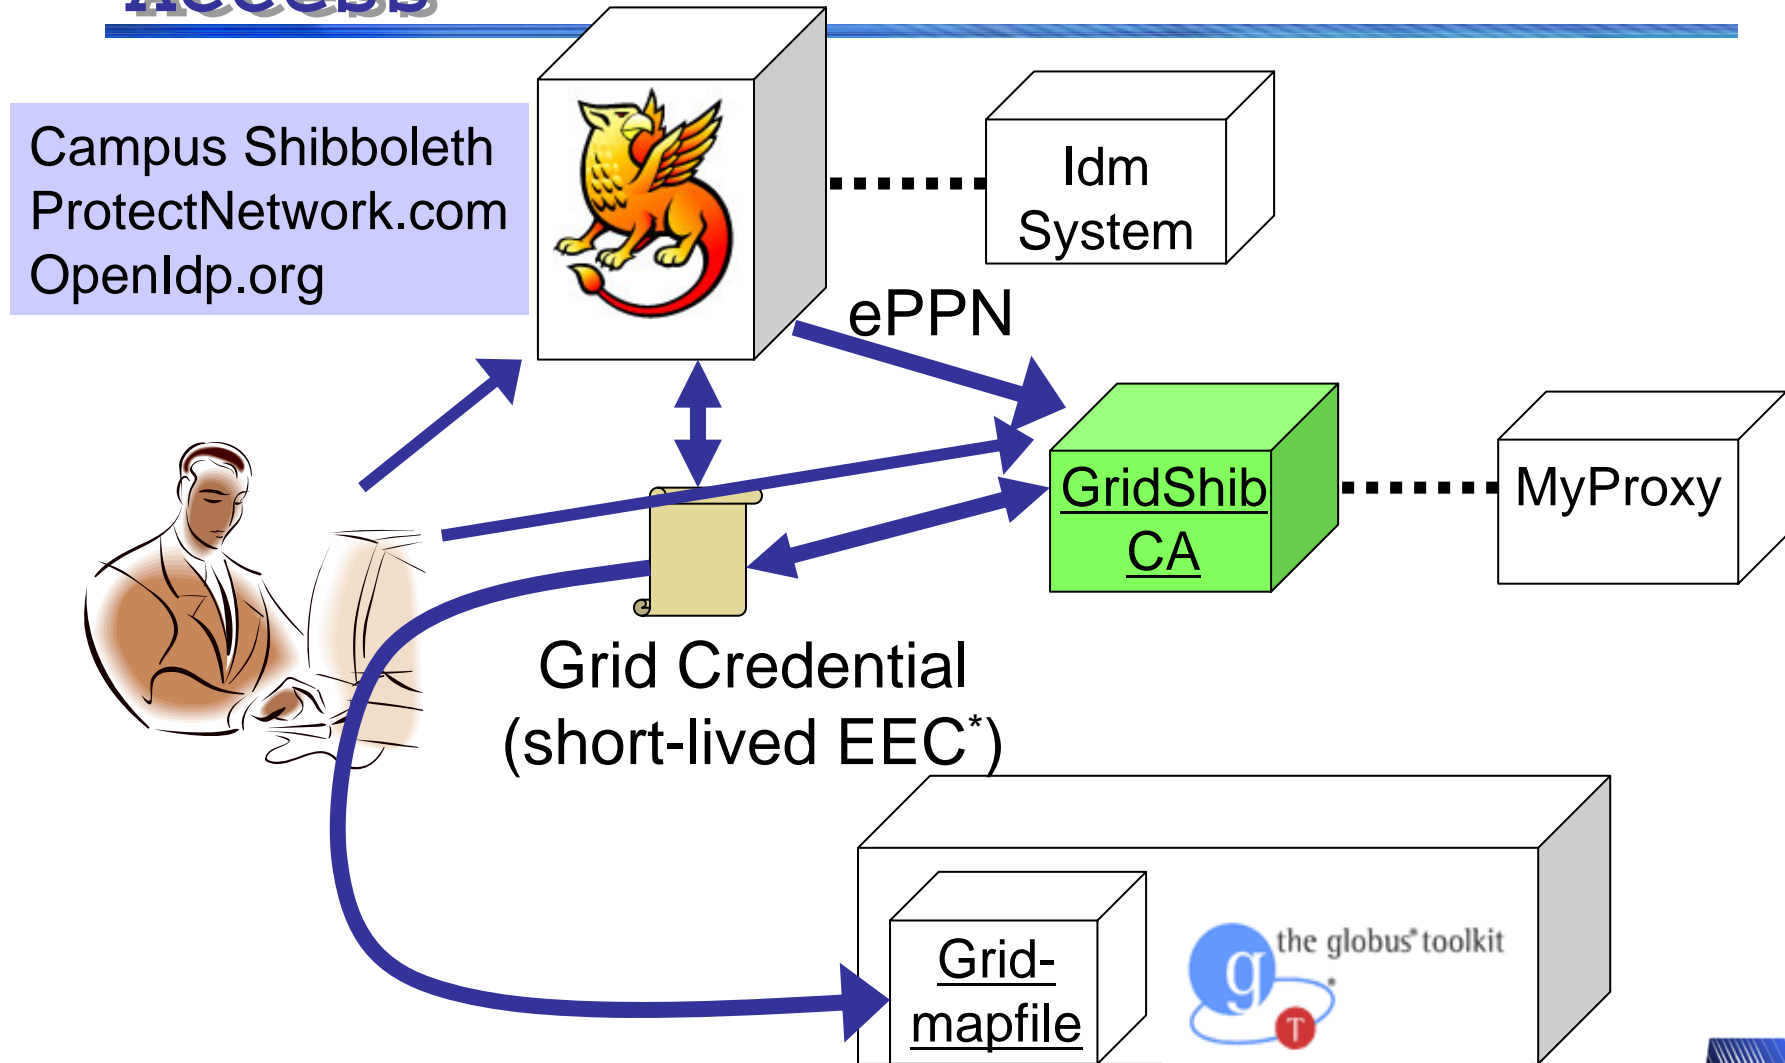 Access
Campus Shibboleth
ProtectNetwork.com
OpenIdp.org
Idm
System
ePPN
GridShib
CA
MyProxy
Grid Credential
(short-lived EEC*)
Grid-
mapfile
the globus® toolkit
g
T